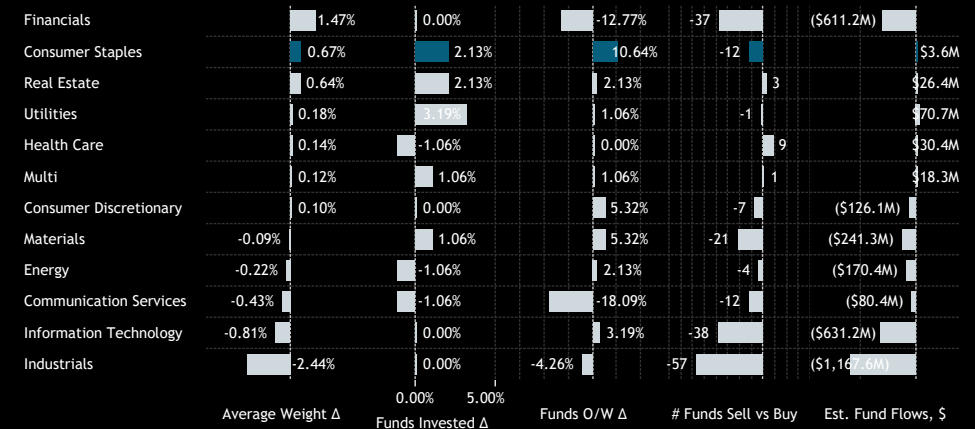 Financials 1.47% 0.00% -12.77% -37 ($611.2M)
Consumer Staples 0.67% 2.13% 10.64% -12 $3.6M
Real Estate 0.64% 2.13% 2.13% 3 $26.4M
Utilities 0.18% 3.19% 1.06% -1 $70.7M
Health Care 0.14% -1.06% 0.00% 9 $30.4M
Multi 0.12% 1.06% 1.06% 1 $18.3M
Consumer Discretionary 0.10% 0.00% 5.32% -7 ($126.1M)
Materials -0.09% 1.06% 5.32% -21 ($241.3M)
Energy -0.22% -1.06% 2.13% -4 ($170.4M)
Communication Services -0.43% -1.06% -18.09% -12 ($80.4M)
Information Technology -0.81% 0.00% 3.19% -38 ($631.2M)
Industrials -2.44% 0.00% -4.26% -57 ($1,167.6M)
0.00% 5.00%
Average Weight Δ Funds Invested Δ Funds O/W Δ # Funds Sell vs Buy Est. Fund Flows, $